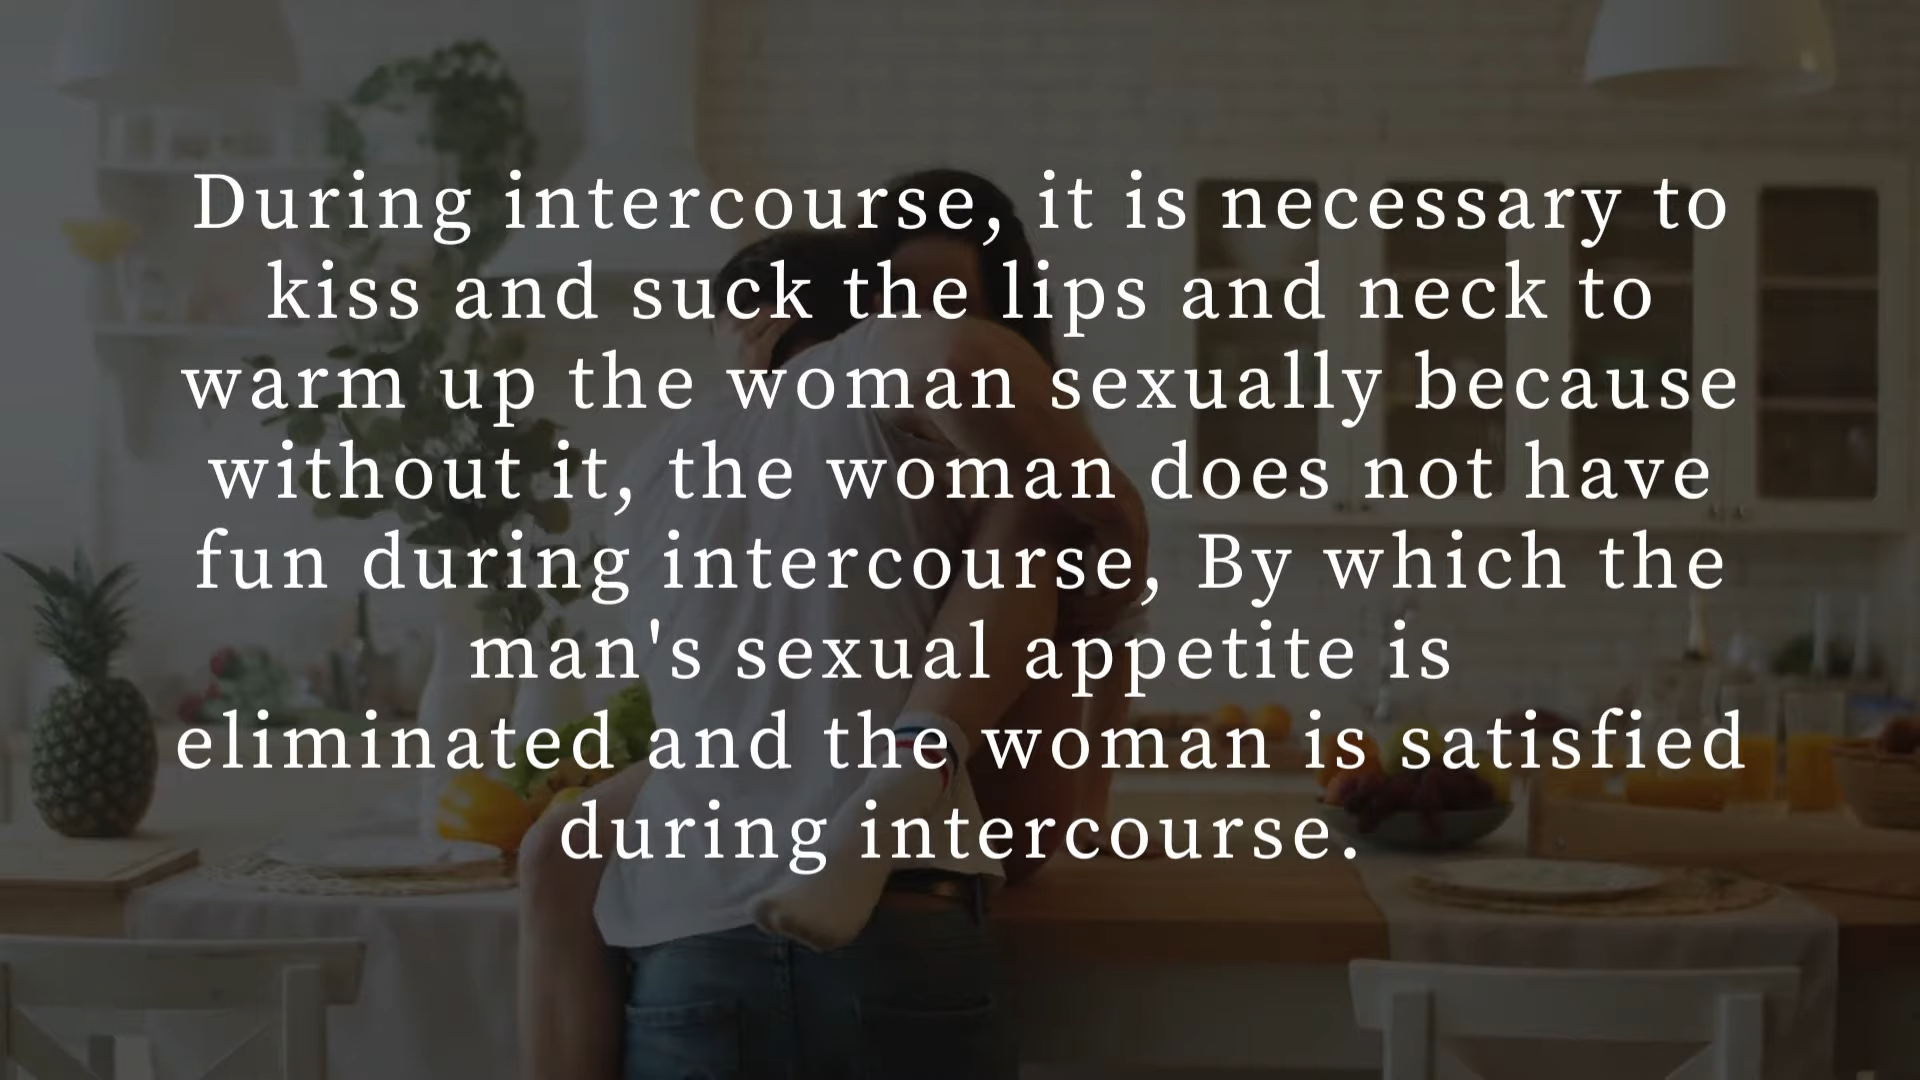 During intercourse, it is necessary to
kiss and suck the lips and neck to
warm up the woman sexually because
without it, the woman does not have
fun during intercourse, By which the
man's sexual appetite is
eliminated and the woman is satisfied
during intercourse.